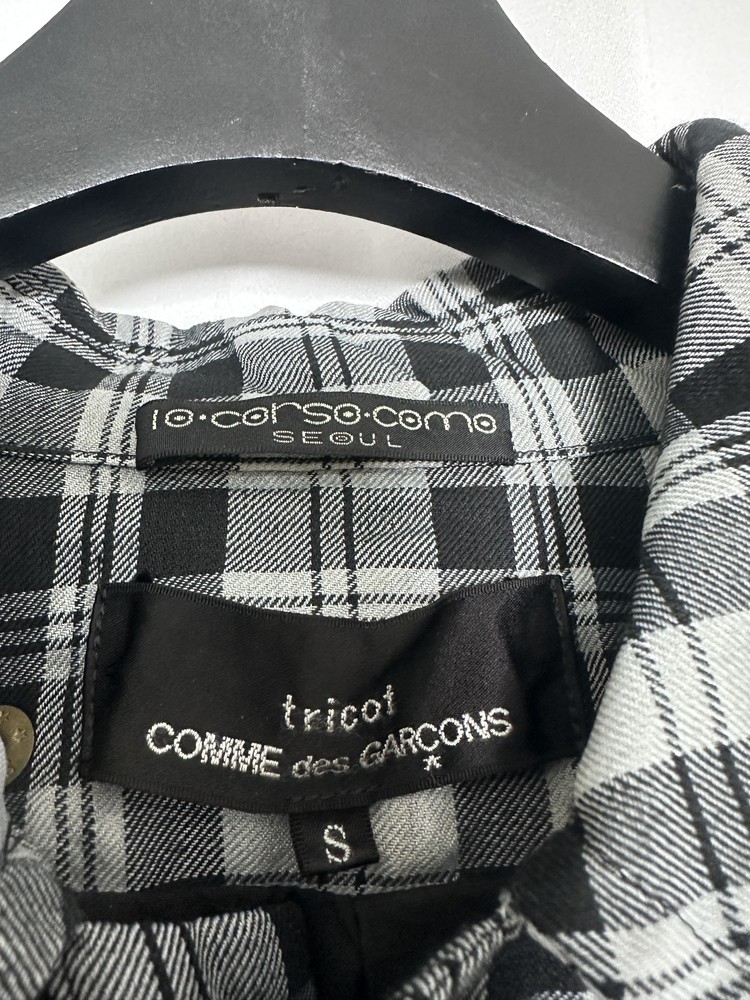 10·corso·como
SEOUL
tricot
COMME des GARCONS
*
S